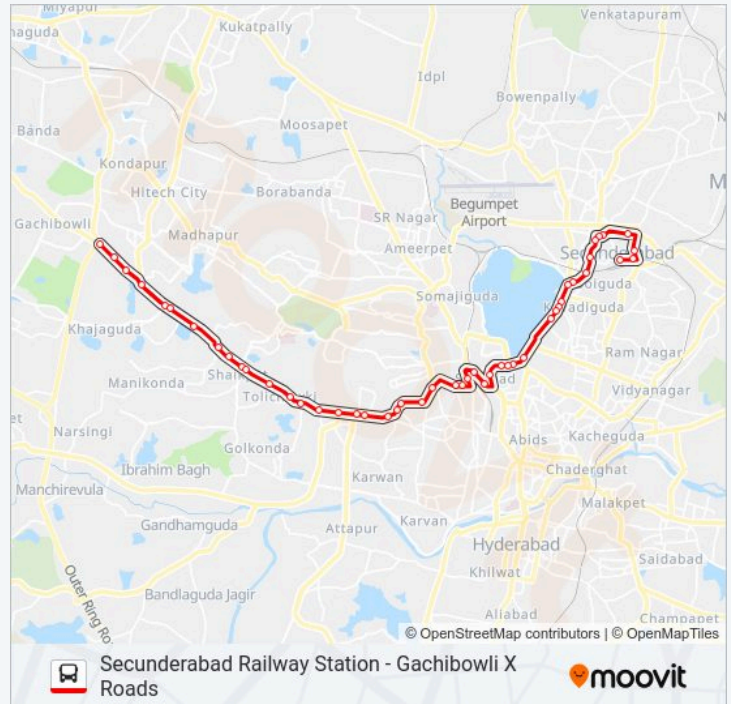 Miyapur
Venkatapuram
Kukatpally
Idpl
Bowenpally
Banda
Moosapet
Kondapur
Hitech City
Borabanda
Begumpet
Airport
SR Nagar
Gachibowli
Madhapur
Ameerpet
Secunderabad
Somajiguda
Khajaguda
Ram Nagar
Manikonda
Vidyanagar
Narsingi
Golkonda
Abids
Kacheguda
Ibrahim Bagh
Karwan
Chaderghat
Manchirevula
Malakpet
Gandhamguda
Attapur
Karvan
Hyderabad
Saidabad
Khilwat
Outer Ring Ro
Bandlaguda Jagir
Aliabad
Champapet
© OpenStreetMap contributors | © OpenMapTiles
Secunderabad Railway Station - Gachibowli X
Roads
moovit